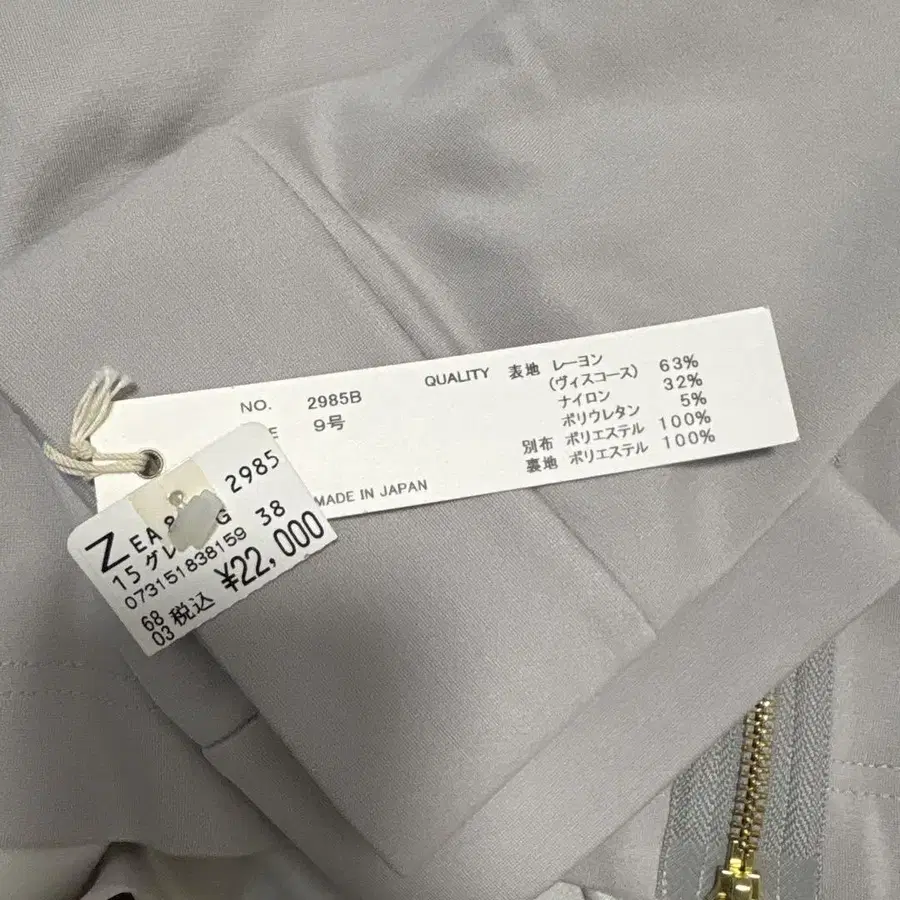 NO. 2985B
9号
MADE IN JAPAN
QUALITY 表地 レーヨン 63%
(ヴィスコース)
ナイロン 32%
ポリウレタン 5%
別布 ポリエステル 100%
裏地 ポリエステル 100%
2985
15 38
073151838159
¥22,000
68
03 税込